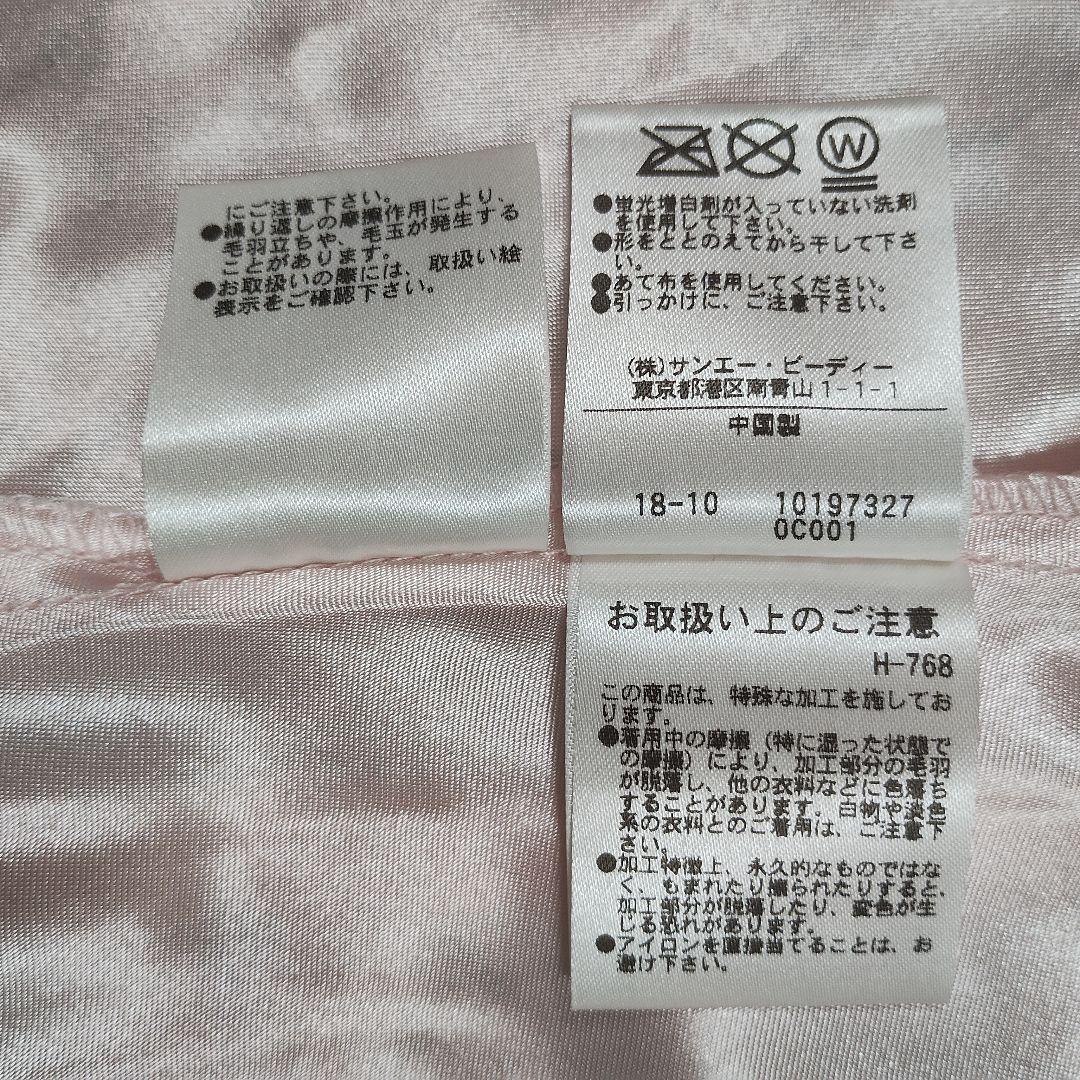 にご注意下さい。
●繰り返しの摩擦作用により、
毛羽立ちや、毛玉が発生する
ことがあります。
●お取扱いの際には、取扱い絵
表示をご確認下さい。
W
●蛍光増白剤が入っていない洗剤
を使用して下さい。
●形をととのえてから干して下さ
い。
●あて布を使用してください。
●引っかけに、ご注意下さい。
(株)サンエー・ビーディー
東京都港区南青山1-1-1
中国製
18-10 10197327
0C001
お取扱い上のご注意
H-768
この商品は、特殊な加工を施してお
ります。
●着用中の摩擦(特に湿った状態で
の摩擦)により、加工部分の毛羽
が脱落し、他の衣料などに色落ち
することがあります。白物や淡色
系の衣料とのご着用は、ご注意下
さい。
●加工特徴上、永久的なものではな
く、もまれたり擦られたりすると、
加工部分が脱落したり、変色が生
じる恐れがあります。
●アイロンを直接当てることは、お
避け下さい。